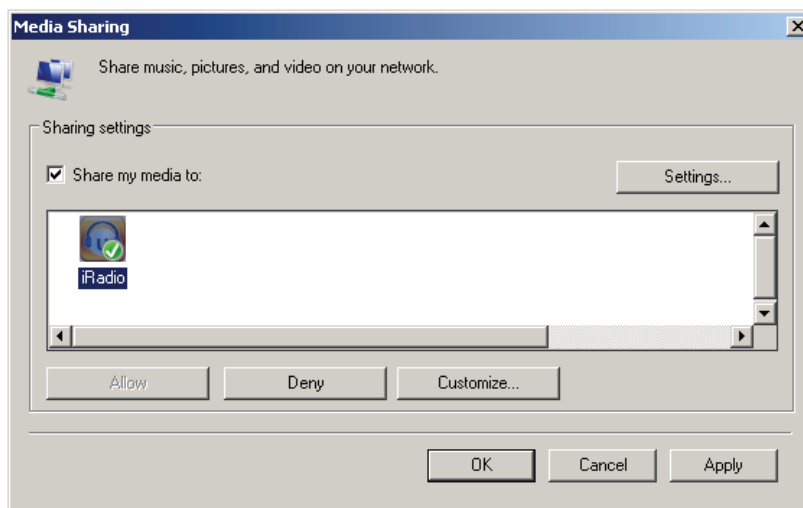 Media Sharing
Share music, pictures, and video on your network.
Sharing settings
Share my media to:
Settings...
iRadio
Allow
Deny
Customize...
OK
Cancel
Apply